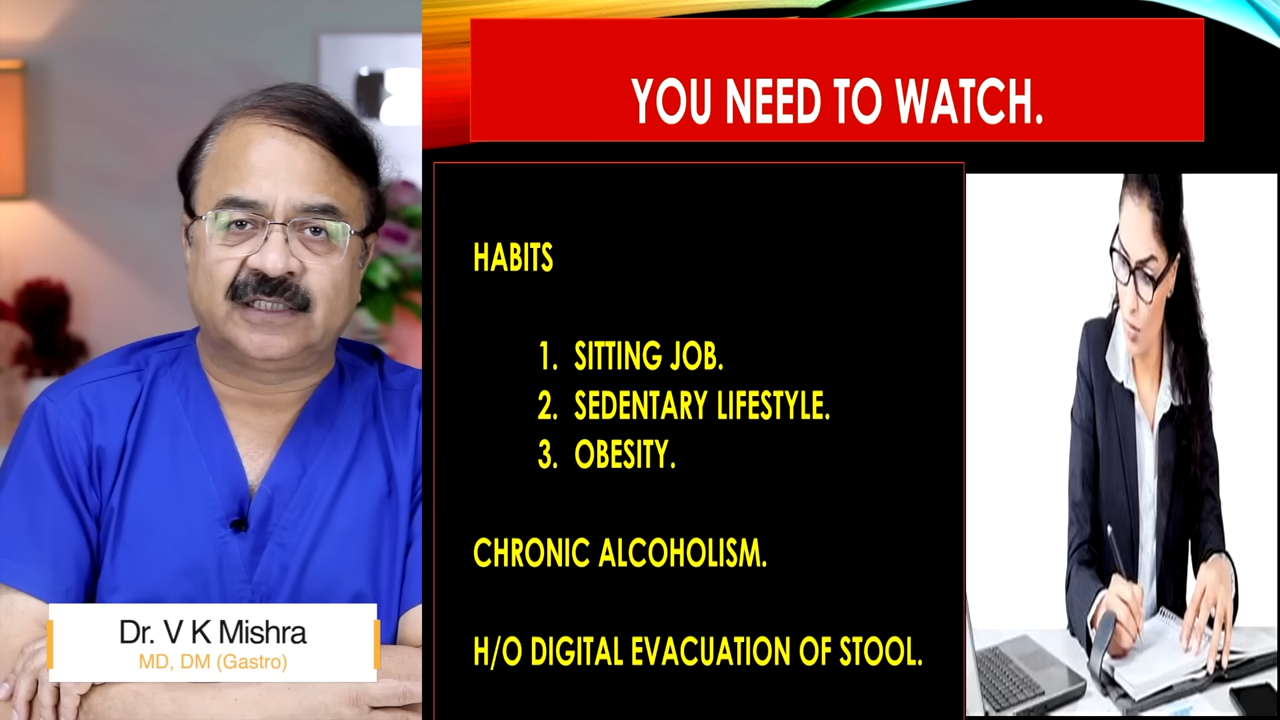 YOU NEED TO WATCH.
HABITS
1. SITTING JOB.
2. SEDENTARY LIFESTYLE.
3. OBESITY.
CHRONIC ALCOHOLISM.
H/O DIGITAL EVACUATION OF STOOL.
Dr. V K Mishra
MD, DM (Gastro)